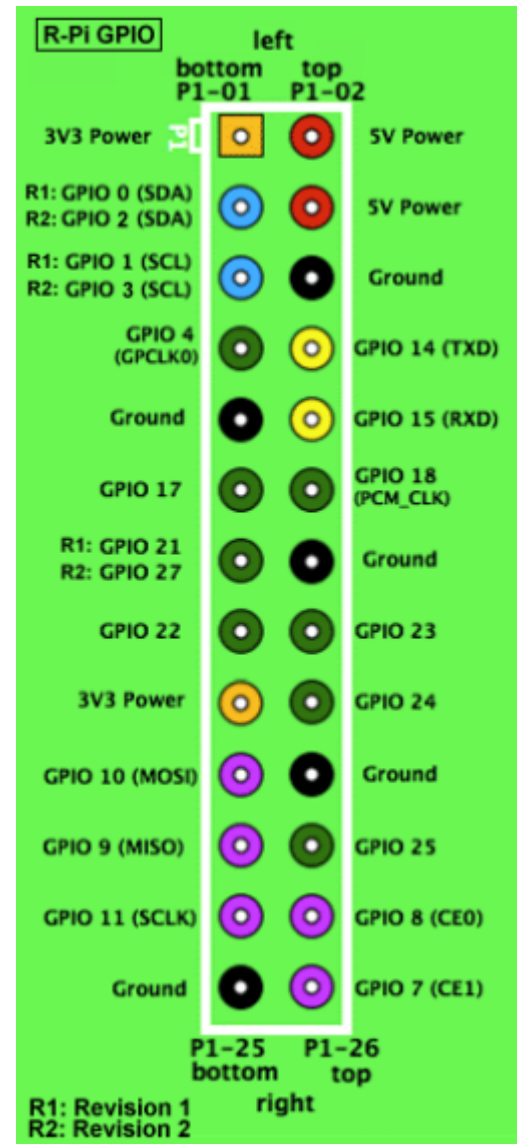 R-Pi GPIO
left
bottom top
P1-01 P1-02
P1
3V3 Power 5V Power
R1: GPIO 0 (SDA)
R2: GPIO 2 (SDA) 5V Power
R1: GPIO 1 (SCL)
R2: GPIO 3 (SCL) Ground
GPIO 4
(GPCLK0) GPIO 14 (TXD)
Ground GPIO 15 (RXD)
GPIO 17 GPIO 18
(PCM_CLK)
R1: GPIO 21
R2: GPIO 27 Ground
GPIO 22 GPIO 23
3V3 Power GPIO 24
GPIO 10 (MOSI) Ground
GPIO 9 (MISO) GPIO 25
GPIO 11 (SCLK) GPIO 8 (CE0)
Ground GPIO 7 (CE1)
P1-25 P1-26
bottom top
right
R1: Revision 1
R2: Revision 2